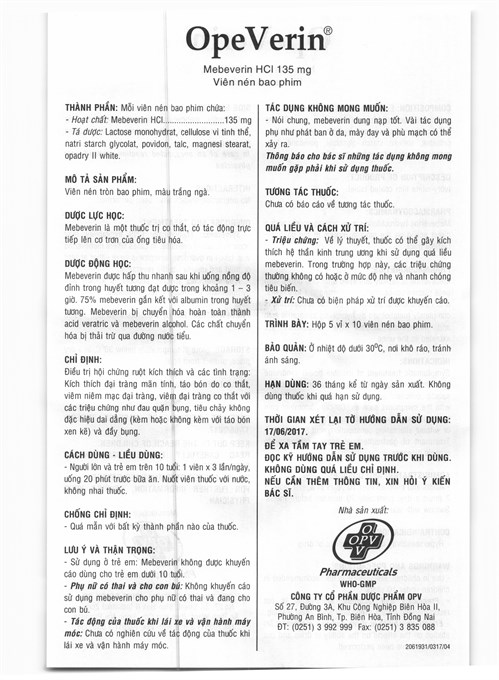 OpeVerin®
Mebeverin HCl 135 mg
Viên nén bao phim
THÀNH PHẦN: Mỗi viên nén bao phim chứa:
- Hoạt chất: Mebeverin HCl............................135 mg
- Tá dược: Lactose monohydrat, cellulose vi tinh thể,
natri starch glycolat, povidon, talc, magnesi stearat,
opadry II white.
MÔ TẢ SẢN PHẨM:
Viên nén tròn bao phim, màu trắng ngà.
DƯỢC LỰC HỌC:
Mebeverin là một thuốc trị co thắt, có tác động trực
tiếp lên cơ trơn của ống tiêu hóa.
DƯỢC ĐỘNG HỌC:
Mebeverin được hấp thu nhanh sau khi uống nồng độ
đỉnh trong huyết tương đạt được trong khoảng 1 – 3
giờ. 75% mebeverin gắn kết với albumin trong huyết
tương. Mebeverin bị chuyển hóa hoàn toàn thành
acid veratric và mebeverin alcohol. Các chất chuyển
hóa bị thải trừ qua đường nước tiểu.
CHỈ ĐỊNH:
Điều trị hội chứng ruột kích thích và các tình trạng:
Kích thích đại tràng mãn tính, táo bón do co thắt,
viêm niêm mạc đại tràng, viêm đại tràng co thắt với
các triệu chứng như đau quặn bụng, tiêu chảy không
đặc hiệu dai dẳng (kèm hoặc không kèm với táo bón
xen kẽ) và đầy bụng.
CÁCH DÙNG - LIỀU DÙNG:
- Người lớn và trẻ em trên 10 tuổi: 1 viên x 3 lần/ngày,
uống 20 phút trước bữa ăn. Nuốt viên thuốc với nước,
không nhai thuốc.
CHỐNG CHỈ ĐỊNH:
- Quá mẫn với bất kỳ thành phần nào của thuốc.
LƯU Ý VÀ THẬN TRỌNG:
- Sử dụng ở trẻ em: Mebeverin không được khuyến
cáo dùng cho trẻ em dưới 10 tuổi.
- Phụ nữ có thai và cho con bú: Không khuyến cáo
sử dụng mebeverin cho phụ nữ có thai và đang cho
con bú.
- Tác động của thuốc khi lái xe và vận hành máy
móc: Chưa có nghiên cứu về tác động của thuốc khi
lái xe và vận hành máy móc.
TÁC DỤNG KHÔNG MONG MUỐN:
- Nói chung, mebeverin dung nạp tốt. Vài tác dụng
phụ như phát ban ở da, mày đay và phù mạch có thể
xảy ra.
Thông báo cho bác sĩ những tác dụng không mong
muốn gặp phải khi sử dụng thuốc.
TƯƠNG TÁC THUỐC:
Chưa có báo cáo về tương tác thuốc.
QUÁ LIỀU VÀ CÁCH XỬ TRÍ:
- Triệu chứng: Về lý thuyết, thuốc có thể gây kích
thích hệ thần kinh trung ương khi sử dụng quá liều
mebeverin. Trong trường hợp này, các triệu chứng
thường không có hoặc ở mức độ nhẹ và nhanh chóng
tiêu biến.
- Xử trí: Chưa có biện pháp xử trí được khuyến cáo.
TRÌNH BÀY: Hộp 5 vỉ x 10 viên nén bao phim.
BẢO QUẢN: Ở nhiệt độ dưới 30⁰C, nơi khô ráo, tránh
ánh sáng.
HẠN DÙNG: 36 tháng kể từ ngày sản xuất. Không
dùng thuốc khi quá hạn sử dụng.
THỜI GIAN XÉT LẠI TỜ HƯỚNG DẪN SỬ DỤNG:
17/06/2017.
ĐỂ XA TẦM TAY TRẺ EM.
ĐỌC KỸ HƯỚNG DẪN SỬ DỤNG TRƯỚC KHI DÙNG.
KHÔNG DÙNG QUÁ LIỀU CHỈ ĐỊNH.
NẾU CẦN THÊM THÔNG TIN, XIN HỎI Ý KIẾN
BÁC SĨ.
Nhà sản xuất:
OPV
Pharmaceuticals
WHO-GMP
CÔNG TY CỔ PHẦN DƯỢC PHẨM OPV
Số 27, Đường 3A, Khu Công Nghiệp Biên Hòa II,
Phường An Bình, Tp. Biên Hòa, Tỉnh Đồng Nai
ĐT: (0251) 3 992 999 Fax: (0251) 3 835 088
2061931/0317/04